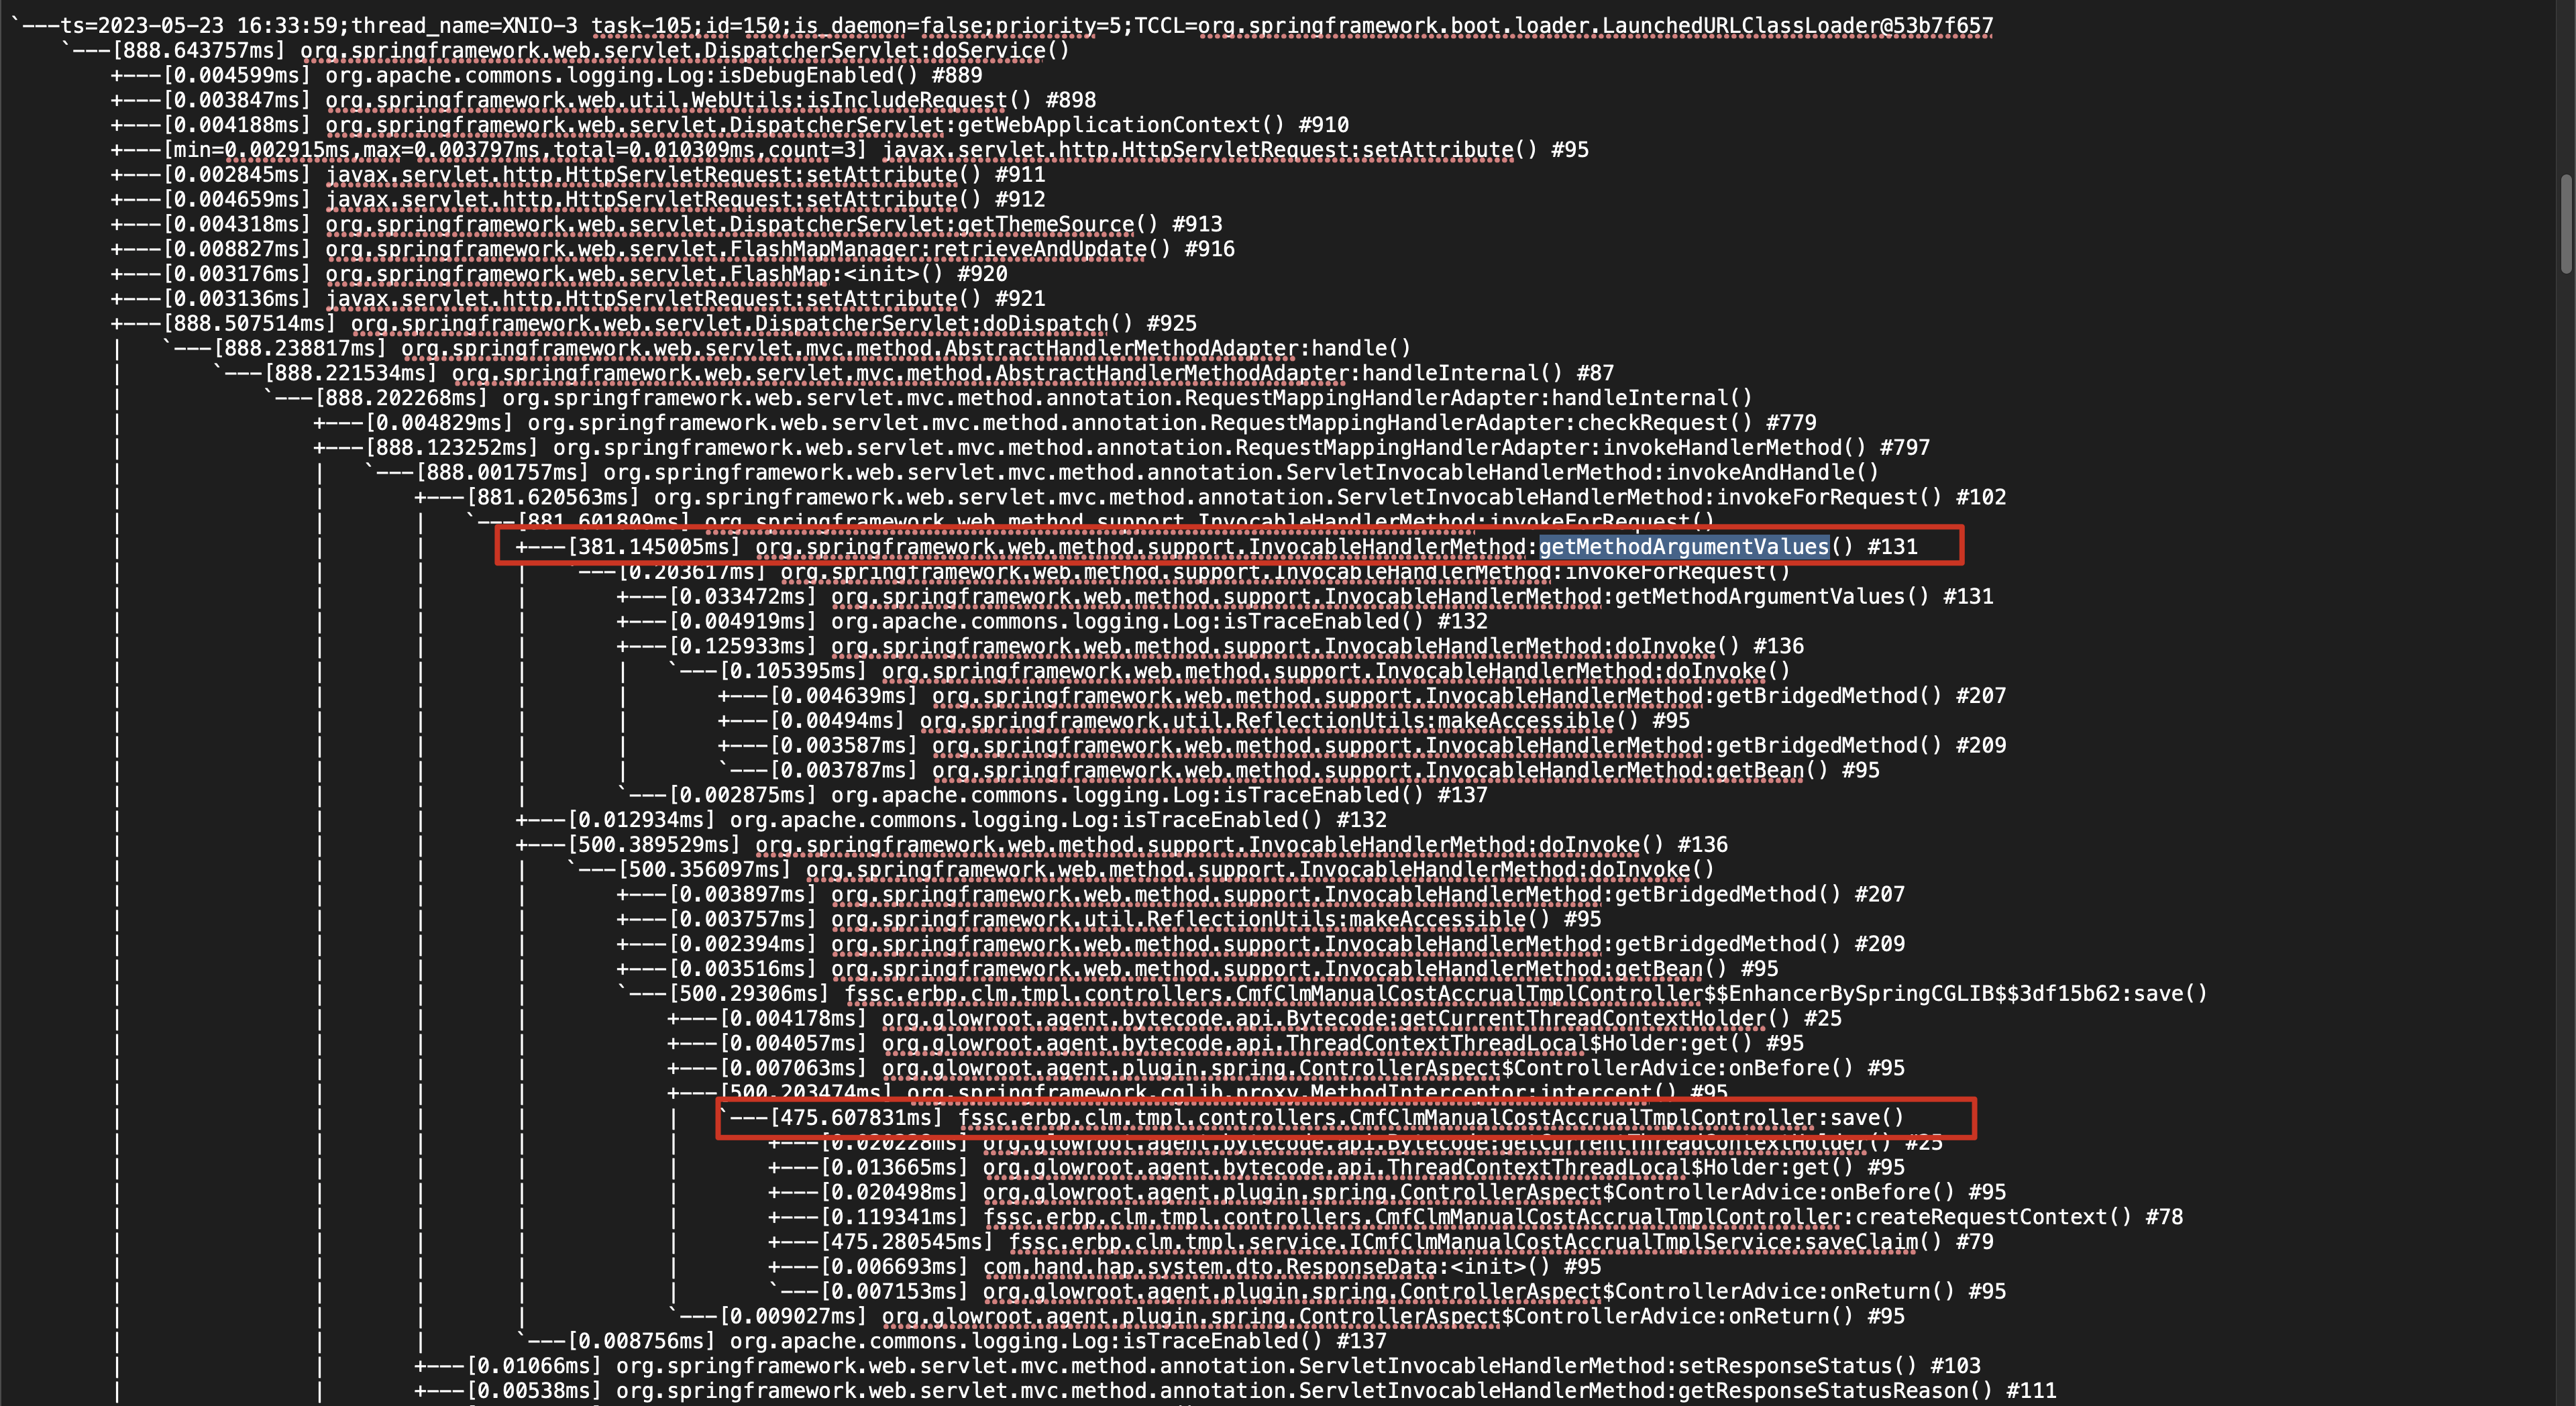 `---ts=2023-05-23 16:33:59;thread_name=XNIO-3 task-105;id=150;is_daemon=false;priority=5;TCCL=org.springframework.boot.loader.LaunchedURLClassLoader@53b7f657
`---[888.643757ms] org.springframework.web.servlet.DispatcherServlet:doService()
+---[0.004599ms] org.apache.commons.logging.Log:isDebugEnabled() #889
+---[0.003847ms] org.springframework.web.util.WebUtils:isIncludeRequest() #898
+---[0.004188ms] org.springframework.web.servlet.DispatcherServlet:getWebApplicationContext() #910
+---[min=0.002915ms,max=0.003797ms,total=0.010309ms,count=3] javax.servlet.http.HttpServletRequest:setAttribute() #95
+---[0.002845ms] javax.servlet.http.HttpServletRequest:setAttribute() #911
+---[0.004659ms] javax.servlet.http.HttpServletRequest:setAttribute() #912
+---[0.004318ms] org.springframework.web.servlet.DispatcherServlet:getThemeSource() #913
+---[0.008827ms] org.springframework.web.servlet.FlashMapManager:retrieveAndUpdate() #916
+---[0.003176ms] org.springframework.web.servlet.FlashMap:<init>() #920
+---[0.003136ms] javax.servlet.http.HttpServletRequest:setAttribute() #921
+---[888.507514ms] org.springframework.web.servlet.DispatcherServlet:doDispatch() #925
| `---[888.238817ms] org.springframework.web.servlet.mvc.method.AbstractHandlerMethodAdapter:handle()
| `---[888.221534ms] org.springframework.web.servlet.mvc.method.AbstractHandlerMethodAdapter:handleInternal() #87
| `---[888.202268ms] org.springframework.web.servlet.mvc.method.annotation.RequestMappingHandlerAdapter:handleInternal()
| +---[0.004829ms] org.springframework.web.servlet.mvc.method.annotation.RequestMappingHandlerAdapter:checkRequest() #779
| +---[888.123252ms] org.springframework.web.servlet.mvc.method.annotation.RequestMappingHandlerAdapter:invokeHandlerMethod() #797
| | `---[888.001757ms] org.springframework.web.servlet.mvc.method.annotation.ServletInvocableHandlerMethod:invokeAndHandle()
| | +---[881.620563ms] org.springframework.web.servlet.mvc.method.annotation.ServletInvocableHandlerMethod:invokeForRequest() #102
| | | `---[881.601809ms] org.springframework.web.method.support.InvocableHandlerMethod:invokeForRequest()
| | | +---[381.145005ms] org.springframework.web.method.support.InvocableHandlerMethod:getMethodArgumentValues() #131
| | | | `---[0.203617ms] org.springframework.web.method.support.InvocableHandlerMethod:invokeForRequest()
| | | | +---[0.033472ms] org.springframework.web.method.support.InvocableHandlerMethod:getMethodArgumentValues() #131
| | | | +---[0.004919ms] org.apache.commons.logging.Log:isTraceEnabled() #132
| | | | +---[0.125933ms] org.springframework.web.method.support.InvocableHandlerMethod:doInvoke() #136
| | | | | `---[0.105395ms] org.springframework.web.method.support.InvocableHandlerMethod:doInvoke()
| | | | | +---[0.004639ms] org.springframework.web.method.support.InvocableHandlerMethod:getBridgedMethod() #207
| | | | | +---[0.00494ms] org.springframework.util.ReflectionUtils:makeAccessible() #95
| | | | | +---[0.003587ms] org.springframework.web.method.support.InvocableHandlerMethod:getBridgedMethod() #209
| | | | | `---[0.003787ms] org.springframework.web.method.support.InvocableHandlerMethod:getBean() #95
| | | | `---[0.002875ms] org.apache.commons.logging.Log:isTraceEnabled() #137
| | | +---[0.012934ms] org.apache.commons.logging.Log:isTraceEnabled() #132
| | | +---[500.389529ms] org.springframework.web.method.support.InvocableHandlerMethod:doInvoke() #136
| | | | `---[500.356097ms] org.springframework.web.method.support.InvocableHandlerMethod:doInvoke()
| | | | +---[0.003897ms] org.springframework.web.method.support.InvocableHandlerMethod:getBridgedMethod() #207
| | | | +---[0.003757ms] org.springframework.util.ReflectionUtils:makeAccessible() #95
| | | | +---[0.002394ms] org.springframework.web.method.support.InvocableHandlerMethod:getBridgedMethod() #209
| | | | +---[0.003516ms] org.springframework.web.method.support.InvocableHandlerMethod:getBean() #95
| | | | `---[500.29306ms] fssc.erbp.clm.tmpl.controllers.CmfClmManualCostAccrualTmplController$$EnhancerBySpringCGLIB$$3df15b62:save()
| | | | +---[0.004178ms] org.glowroot.agent.bytecode.api.Bytecode:getCurrentThreadContextHolder() #25
| | | | +---[0.004057ms] org.glowroot.agent.bytecode.api.ThreadContextThreadLocal$Holder:get() #95
| | | | +---[0.007063ms] org.glowroot.agent.plugin.spring.ControllerAspect$ControllerAdvice:onBefore() #95
| | | | +---[500.203474ms] org.springframework.cglib.proxy.MethodInterceptor:intercept() #95
| | | | | `---[475.607831ms] fssc.erbp.clm.tmpl.controllers.CmfClmManualCostAccrualTmplController:save()
| | | | | +---[0.020228ms] org.glowroot.agent.bytecode.api.Bytecode:getCurrentThreadContextHolder() #25
| | | | | +---[0.013665ms] org.glowroot.agent.bytecode.api.ThreadContextThreadLocal$Holder:get() #95
| | | | | +---[0.020498ms] org.glowroot.agent.plugin.spring.ControllerAspect$ControllerAdvice:onBefore() #95
| | | | | +---[0.119341ms] fssc.erbp.clm.tmpl.controllers.CmfClmManualCostAccrualTmplController:createRequestContext() #78
| | | | | +---[475.280545ms] fssc.erbp.clm.tmpl.service.ICmfClmManualCostAccrualTmplService:saveClaim() #79
| | | | | +---[0.006693ms] com.hand.hap.system.dto.ResponseData:<init>() #95
| | | | | `---[0.007153ms] org.glowroot.agent.plugin.spring.ControllerAspect$ControllerAdvice:onReturn() #95
| | | | `---[0.009027ms] org.glowroot.agent.plugin.spring.ControllerAspect$ControllerAdvice:onReturn() #95
| | | `---[0.008756ms] org.apache.commons.logging.Log:isTraceEnabled() #137
| | +---[0.01066ms] org.springframework.web.servlet.mvc.method.annotation.ServletInvocableHandlerMethod:setResponseStatus() #103
| | +---[0.00538ms] org.springframework.web.servlet.mvc.method.annotation.ServletInvocableHandlerMethod:getResponseStatusReason() #111